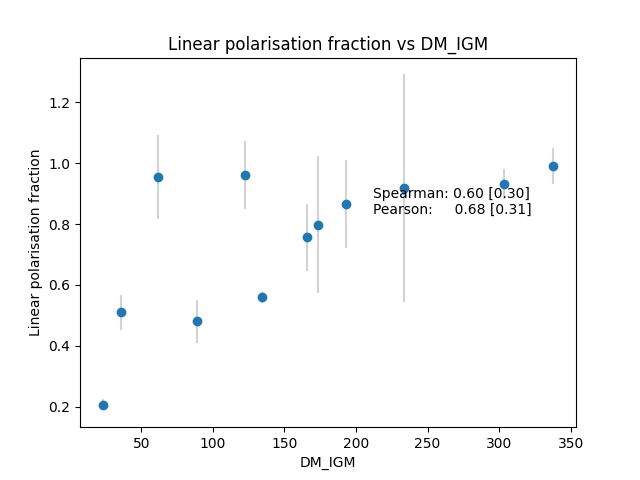 Linear polarisation fraction vs DM_IGM
Linear polarisation fraction
1.2
1.0
0.8
0.6
0.4
0.2
Spearman: 0.60 [0.30]
Pearson: 0.68 [0.31]
50
100
150
200
250
300
350
DM_IGM